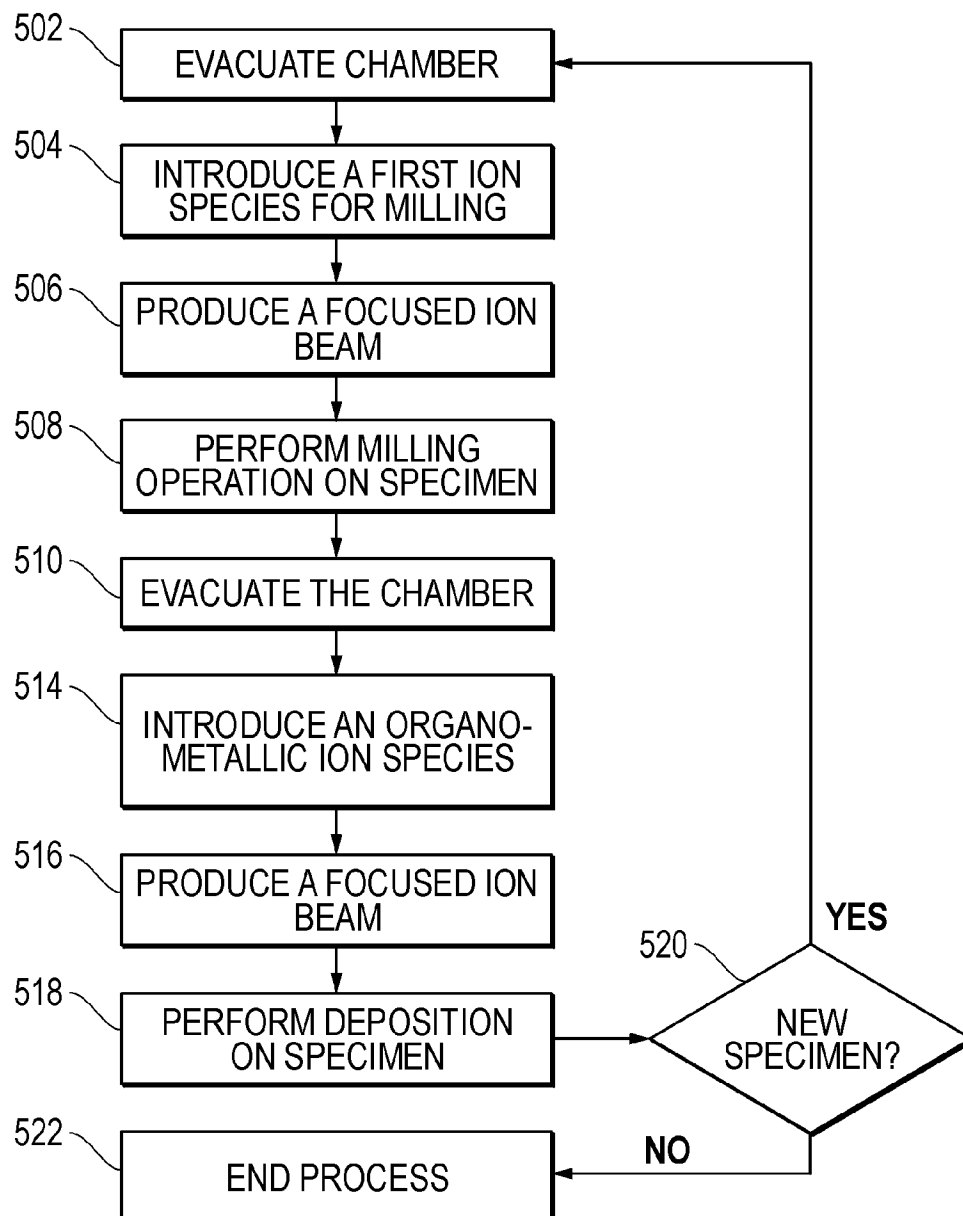 502
EVACUATE CHAMBER
504
INTRODUCE A FIRST ION
SPECIES FOR MILLING
506
PRODUCE A FOCUSED ION
BEAM
508
PERFORM MILLING
OPERATION ON SPECIMEN
510
EVACUATE THE CHAMBER
514
INTRODUCE AN ORGANO-
METALLIC ION SPECIES
516
PRODUCE A FOCUSED ION
BEAM
518
PERFORM DEPOSITION
ON SPECIMEN
520
NEW
SPECIMEN?
YES
NO
522
END PROCESS